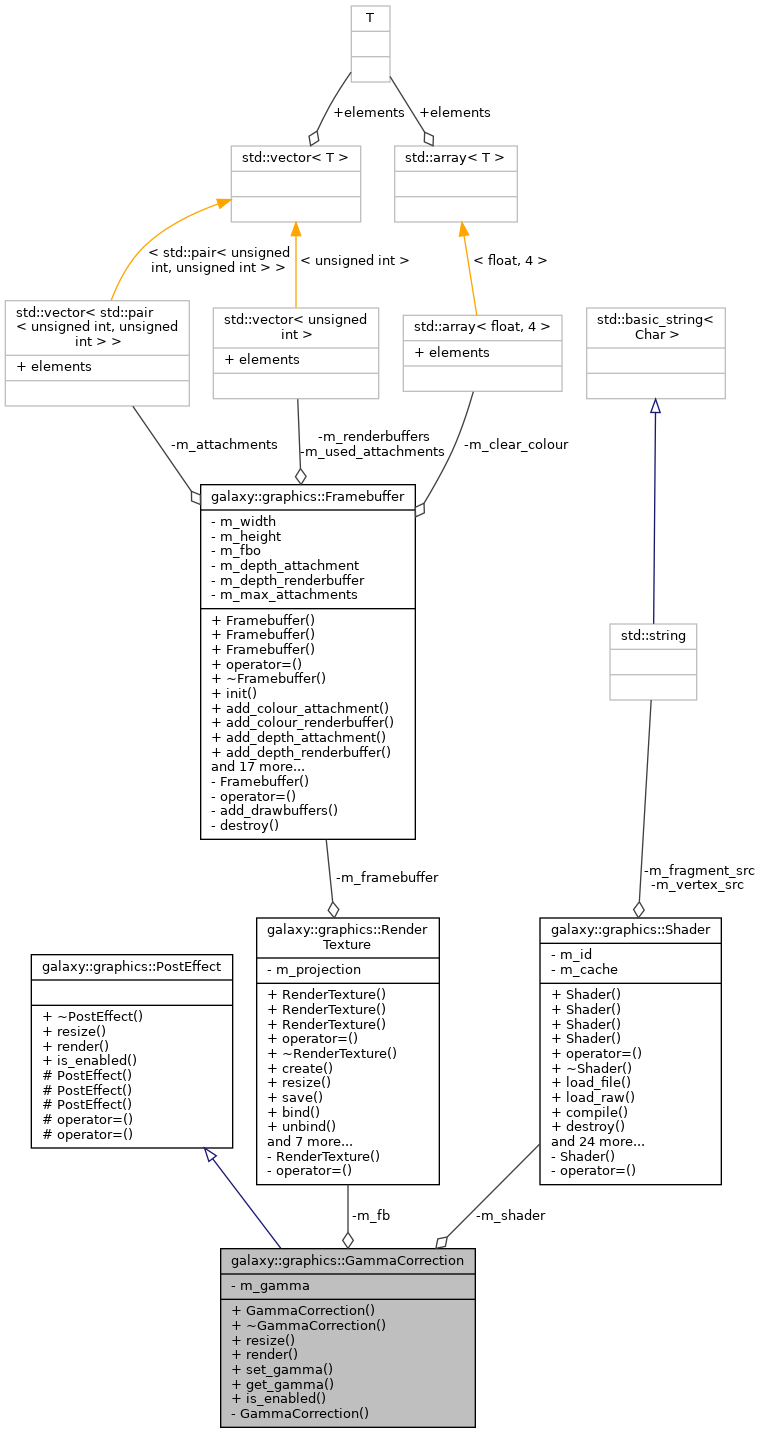 T
+elements
+elements
std::vector< T >
std::array< T >
< std::pair< unsigned
int, unsigned int > >
< unsigned int >
< float, 4 >
std::vector< std::pair
< unsigned int, unsigned
int > >
+ elements
std::vector< unsigned
int >
+ elements
std::array< float, 4 >
+ elements
std::basic_string<
Char >
-m_attachments
-m_renderbuffers
-m_used_attachments
-m_clear_colour
galaxy::graphics::Framebuffer
- m_width
- m_height
- m_fbo
- m_depth_attachment
- m_depth_renderbuffer
- m_max_attachments
+ Framebuffer()
+ Framebuffer()
+ Framebuffer()
+ operator=()
+ ~Framebuffer()
+ init()
+ add_colour_attachment()
+ add_colour_renderbuffer()
+ add_depth_attachment()
+ add_depth_renderbuffer()
and 17 more...
- Framebuffer()
- operator=()
- add_drawbuffers()
- destroy()
std::string
-m_framebuffer
-m_fragment_src
-m_vertex_src
galaxy::graphics::PostEffect
+ ~PostEffect()
+ resize()
+ render()
+ is_enabled()
# PostEffect()
# PostEffect()
# PostEffect()
# operator=()
# operator=()
galaxy::graphics::Render
Texture
- m_projection
+ RenderTexture()
+ RenderTexture()
+ RenderTexture()
+ operator=()
+ ~RenderTexture()
+ create()
+ resize()
+ save()
+ bind()
+ unbind()
and 7 more...
- RenderTexture()
- operator=()
galaxy::graphics::Shader
- m_id
- m_cache
+ Shader()
+ Shader()
+ Shader()
+ Shader()
+ operator=()
+ ~Shader()
+ load_file()
+ load_raw()
+ compile()
+ destroy()
and 24 more...
- Shader()
- operator=()
-m_fb
-m_shader
galaxy::graphics::GammaCorrection
- m_gamma
+ GammaCorrection()
+ ~GammaCorrection()
+ resize()
+ render()
+ set_gamma()
+ get_gamma()
+ is_enabled()
- GammaCorrection()